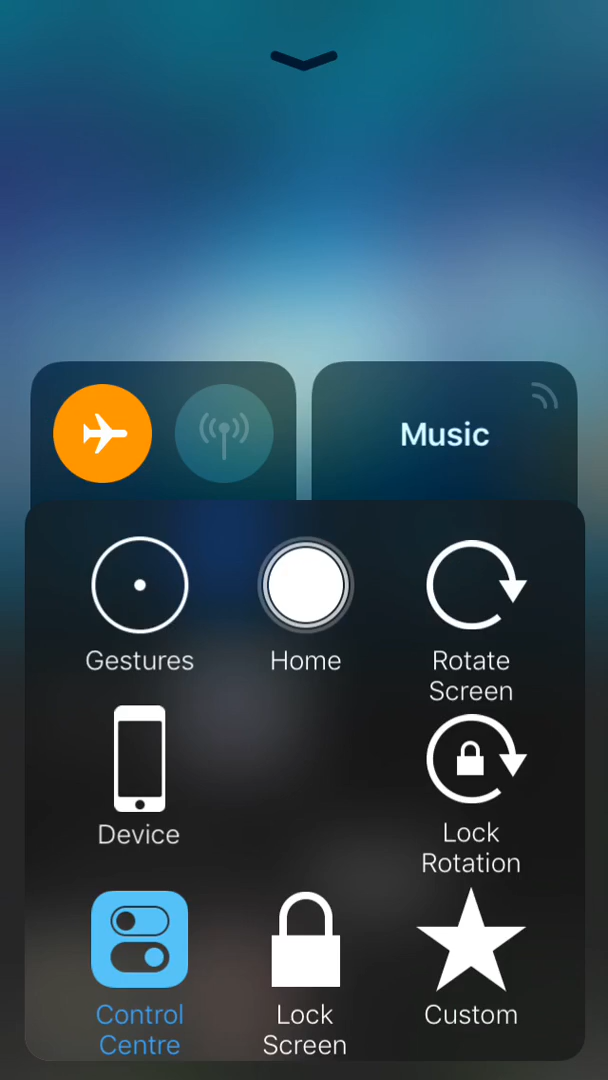 Music
Gestures
Home
Rotate
Screen
Device
Lock
Rotation
Control
Centre
Lock
Screen
Custom